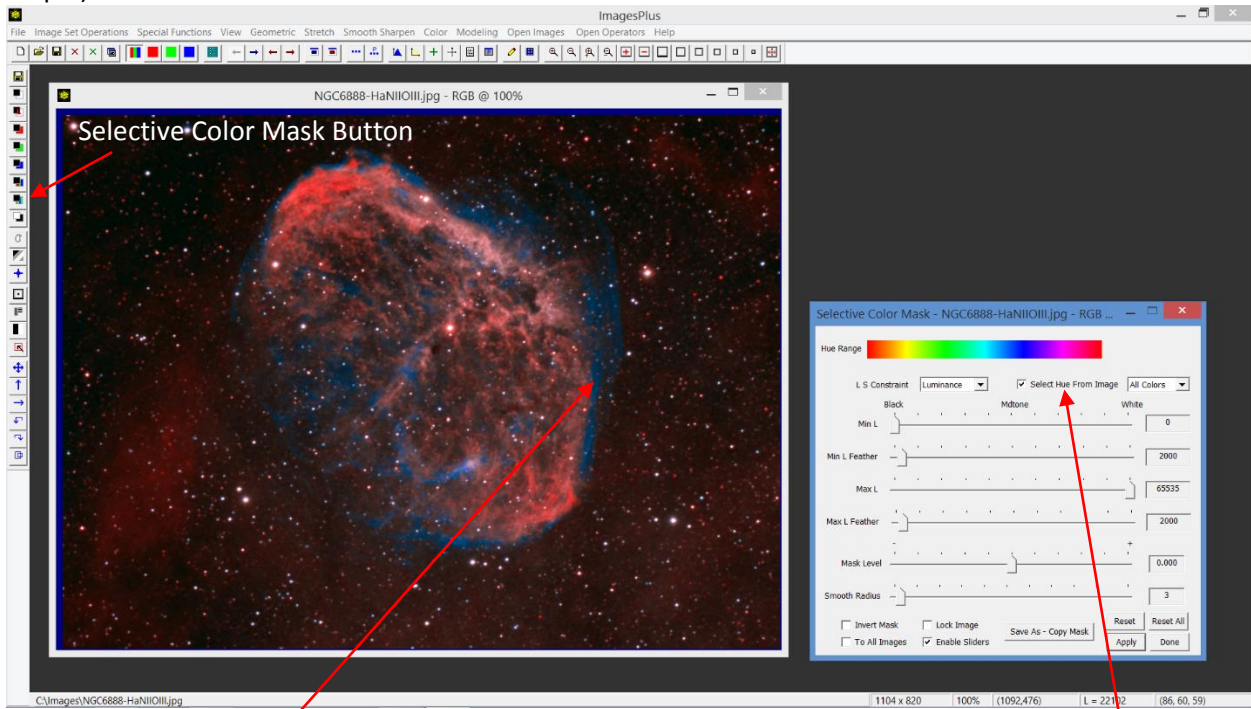 ImagesPlus
File Image Set Operations Special Functions View Geometric Stretch Smooth Sharpen Color Modeling Open Images Open Operators Help
NGC6888-HaNIIOIII.jpg - RGB @ 100%
Selective Color Mask Button
Selective Color Mask - NGC6888-HaNIIOIII.jpg - RGB ...
Hue Range
L S Constraint Luminance Select Hue From Image All Colors
Black Mdtone White
Min L 0
Min L Feather 2000
Max L 65535
Max L Feather 2000
- +
Mask Level 0.000
Smooth Radius 3
Invert Mask Lock Image Save As - Copy Mask Reset Reset All
To All Images Enable Sliders Apply Done
C:\Images\NGC6888-HaNIIOIII.jpg 1104 x 820 100% (1092,476) L = 22102 (86, 60, 59)